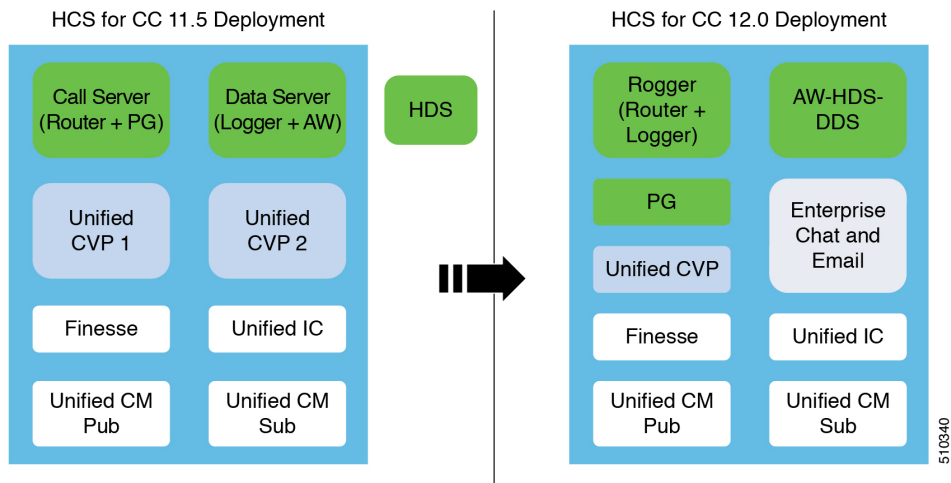 HCS for CC 11.5 Deployment
Call Server
(Router + PG)
Data Server
(Logger + AW)
HDS
Unified
CVP 1
Unified
CVP 2
Finesse
Unified IC
Unified CM
Pub
Unified CM
Sub
HCS for CC 12.0 Deployment
Rogger
(Router +
Logger)
AW-HDS-
DDS
PG
Enterprise
Chat and
Email
Unified CVP
Finesse
Unified IC
Unified CM
Pub
Unified CM
Sub
510340